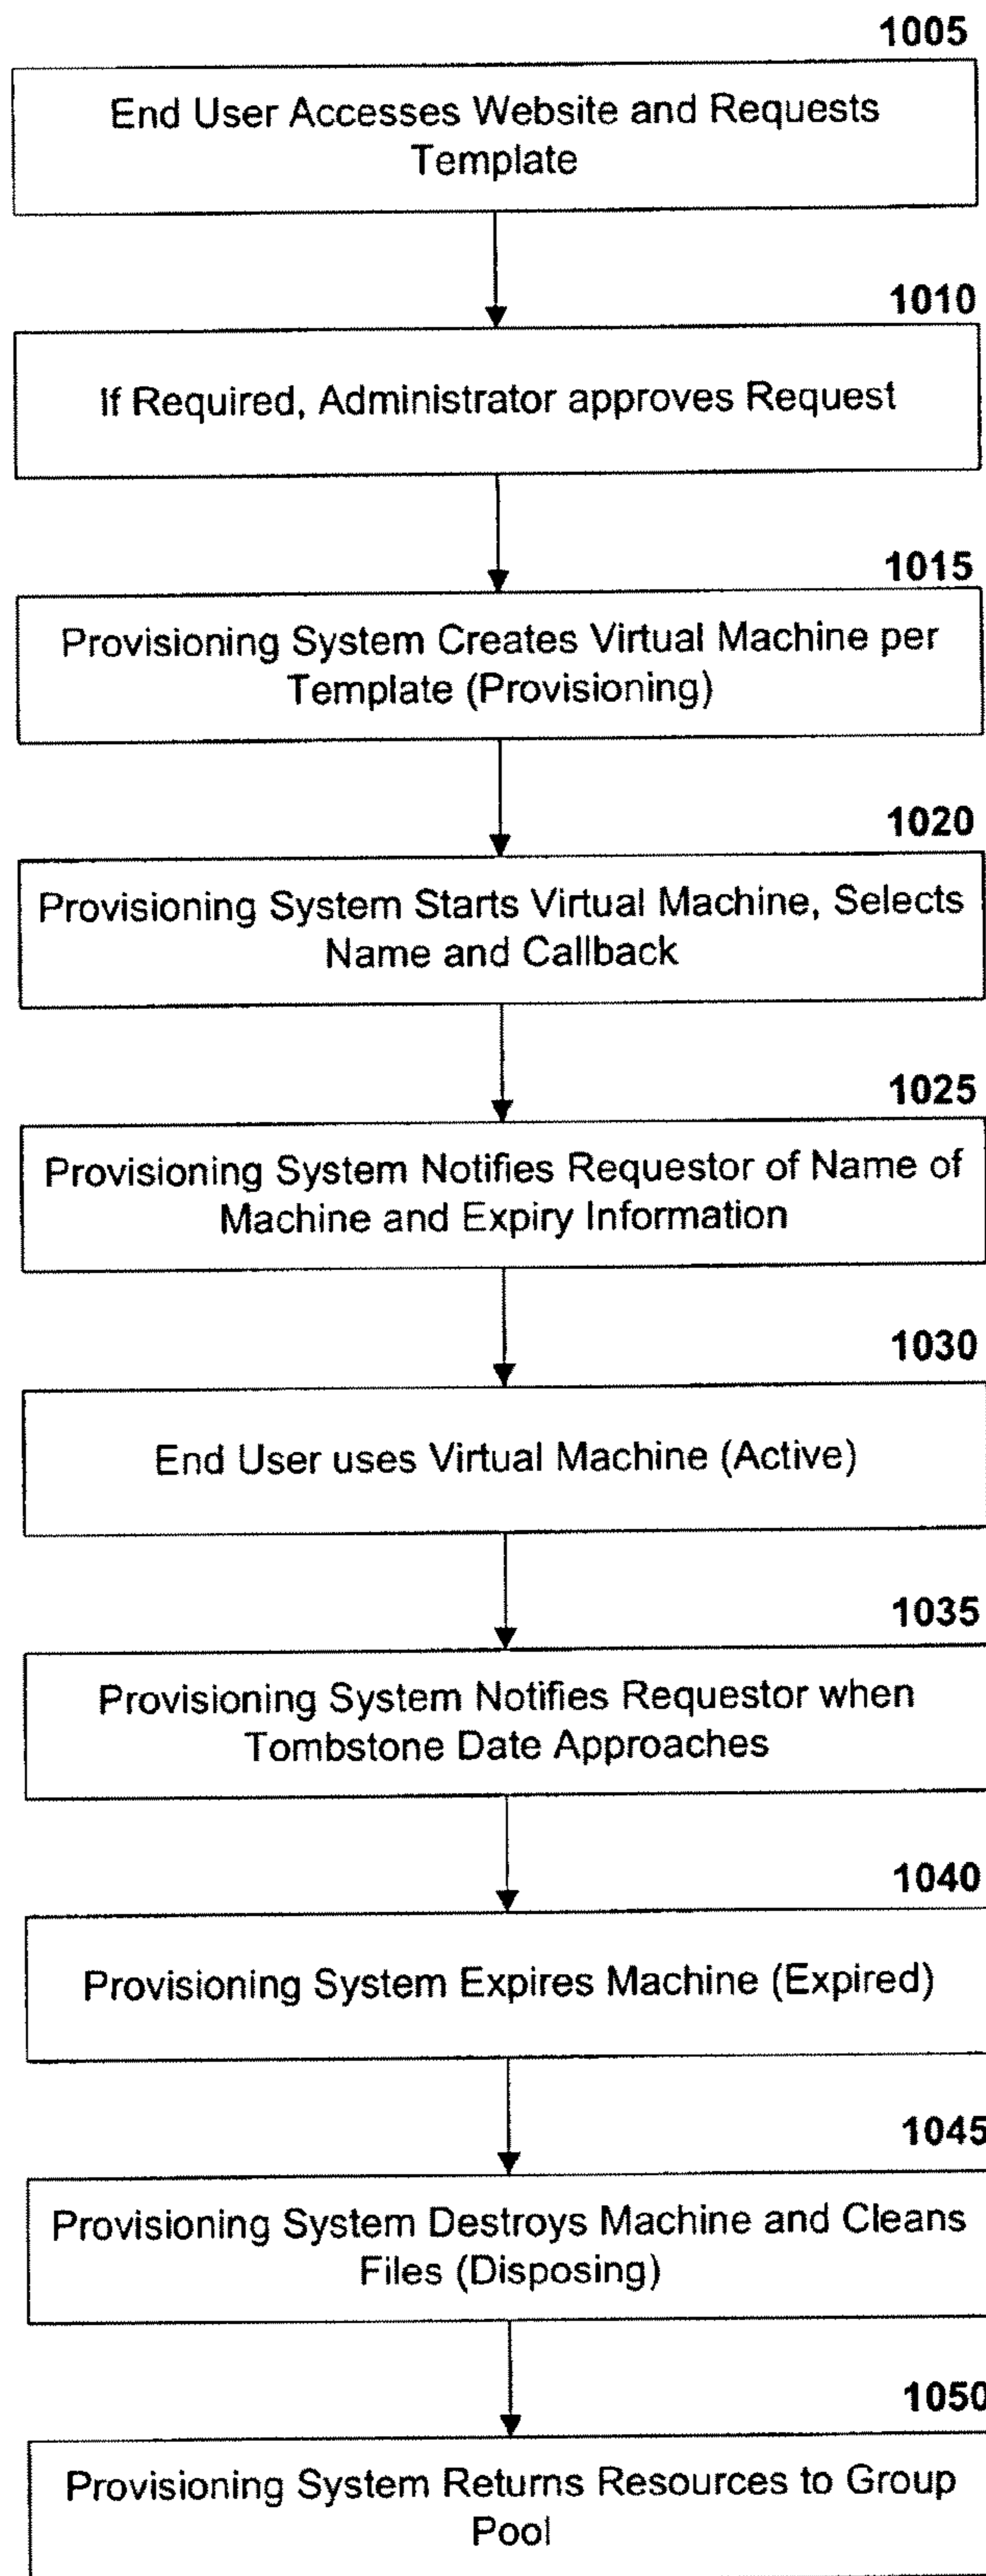 1005
End User Accesses Website and Requests
Template
1010
If Required, Administrator approves Request
1015
Provisioning System Creates Virtual Machine per
Template (Provisioning)
1020
Provisioning System Starts Virtual Machine, Selects
Name and Callback
1025
Provisioning System Notifies Requestor of Name of
Machine and Expiry Information
1030
End User uses Virtual Machine (Active)
1035
Provisioning System Notifies Requestor when
Tombstone Date Approaches
1040
Provisioning System Expires Machine (Expired)
1045
Provisioning System Destroys Machine and Cleans
Files (Disposing)
1050
Provisioning System Returns Resources to Group
Pool